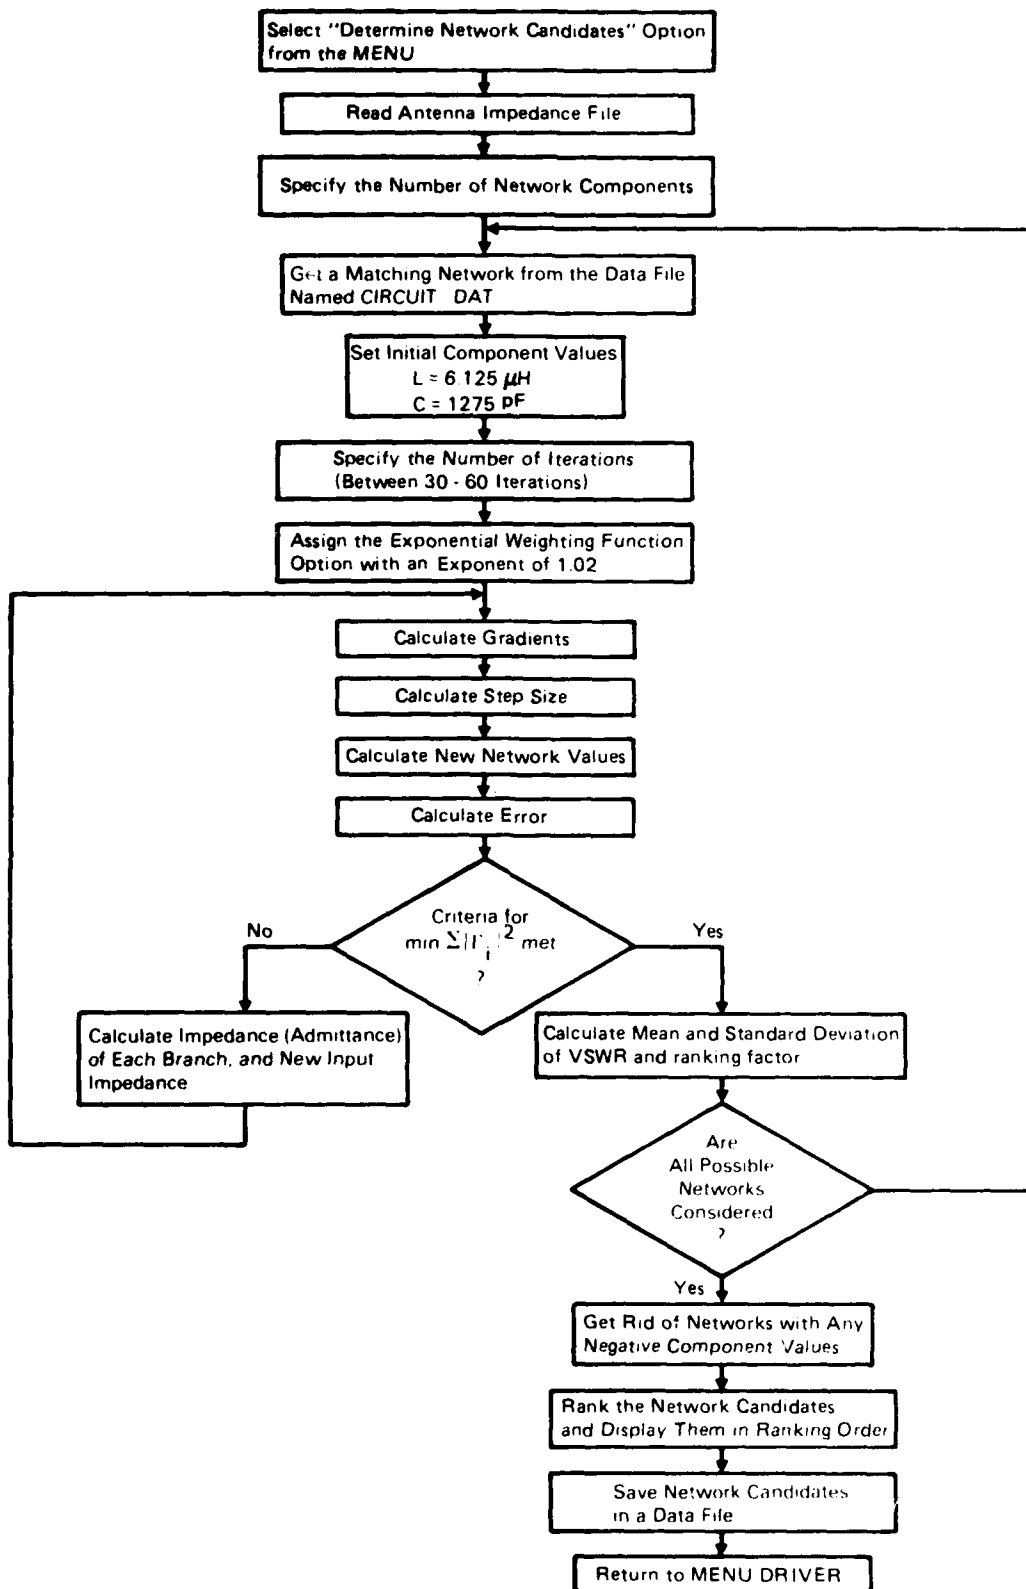 Select "Determine Network Candidates" Option
from the MENU
Read Antenna Impedance File
Specify the Number of Network Components
Get a Matching Network from the Data File
Named CIRCUIT DAT
Set Initial Component Values
L = 6.125 μH
C = 1275 pF
Specify the Number of Iterations
(Between 30 - 60 Iterations)
Assign the Exponential Weighting Function
Option with an Exponent of 1.02
Calculate Gradients
Calculate Step Size
Calculate New Network Values
Calculate Error
Criteria for
min Σ|Γi|² met
?
No
Yes
Calculate Impedance (Admittance)
of Each Branch, and New Input
Impedance
Calculate Mean and Standard Deviation
of VSWR and ranking factor
Are
All Possible
Networks
Considered
?
Yes
Get Rid of Networks with Any
Negative Component Values
Rank the Network Candidates
and Display Them in Ranking Order
Save Network Candidates
in a Data File
Return to MENU DRIVER